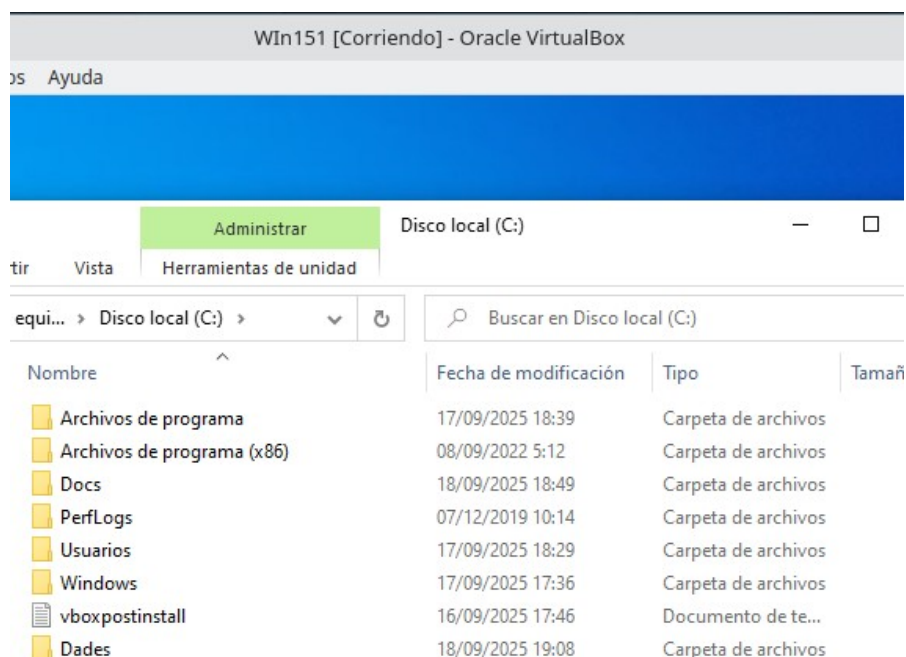 WIn151 [Corriendo] - Oracle VirtualBox
os Ayuda
Administrar Disco local (C:)
tir Vista Herramientas de unidad
equi... > Disco local (C:) > Buscar en Disco local (C:)
Nombre Fecha de modificación Tipo Tamañ
Archivos de programa 17/09/2025 18:39 Carpeta de archivos
Archivos de programa (x86) 08/09/2022 5:12 Carpeta de archivos
Docs 18/09/2025 18:49 Carpeta de archivos
PerfLogs 07/12/2019 10:14 Carpeta de archivos
Usuarios 17/09/2025 18:29 Carpeta de archivos
Windows 17/09/2025 17:36 Carpeta de archivos
vboxpostinstall 16/09/2025 17:46 Documento de te...
Dades 18/09/2025 19:08 Carpeta de archivos